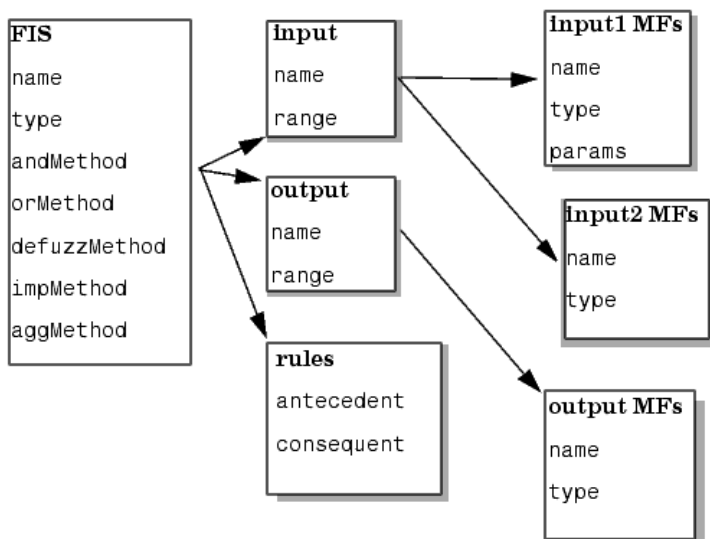 FIS
name
type
andMethod
orMethod
defuzzMethod
impMethod
aggMethod
input
name
range
output
name
range
rules
antecedent
consequent
input1 MFs
name
type
params
input2 MFs
name
type
output MFs
name
type